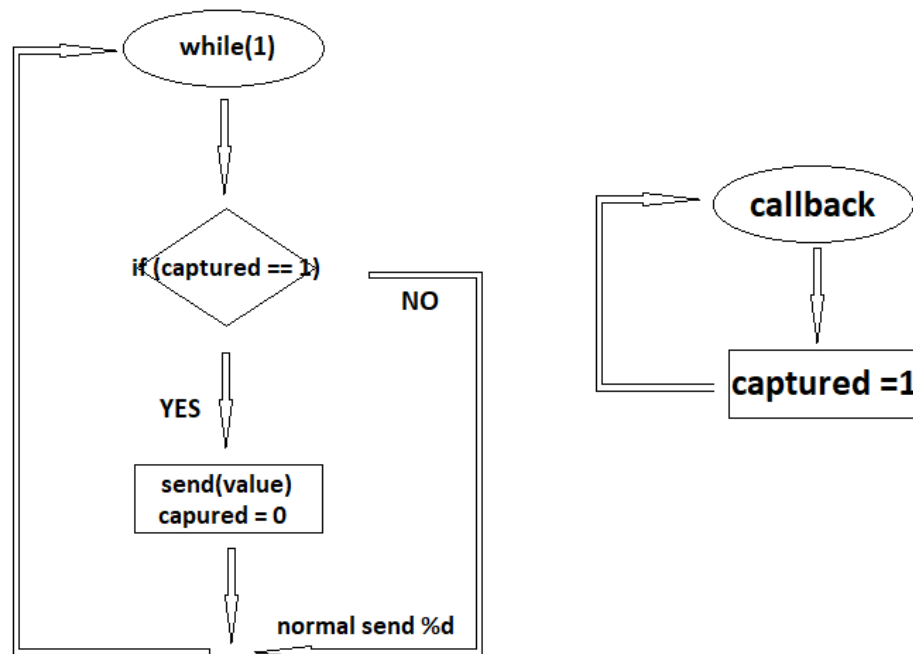 while(1)
if (captured == 1)
NO
YES
send(value)
capured = 0
normal send %d
callback
captured =1